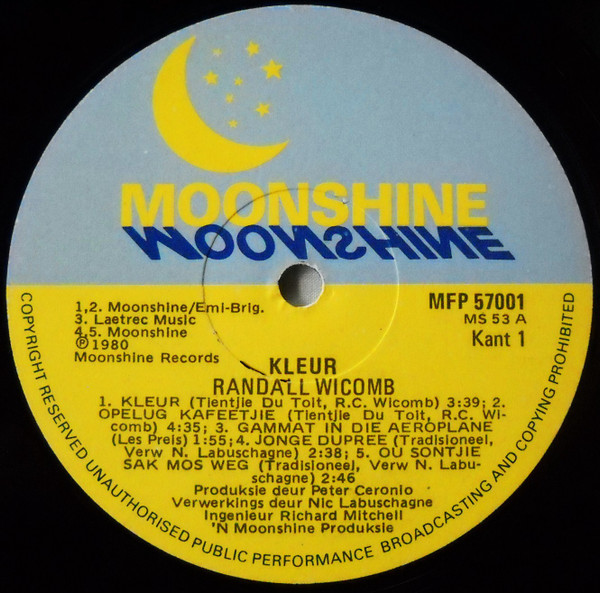 MOONSHINE
MOONSHINE
1,2. Moonshine/Emi-Brig.
3. Laetrec Music
4,5. Moonshine
Ⓟ1980
Moonshine Records
MFP 57001
MS 53 A
Kant 1
KLEUR
RANDALL WICOMB
1. KLEUR (Tientjie Du Toit, R.C. Wicomb) 3:39; 2.
OPELUG KAFEETJIE (Tientjie Du Toit, R.C. Wi-
comb) 4:35; 3. GAMMAT IN DIE AEROPLANE
(Les Preis) 1:55; 4. JONGE DUPREE (Tradisioneel,
Verw N. Labuschagne) 2:38; 5. OU SONTJIE
SAK MOS WEG (Tradisioneel, Verw N. Labu-
schagne) 2:46
Produksie deur Peter Ceronio
Verwerkings deur Nic Labuschagne
Ingenieur Richard Mitchell
'N Moonshine Produksie
COPYRIGHT RESERVED UNAUTHORISED PUBLIC PERFORMANCE BROADCASTING AND COPYING PROHIBITED